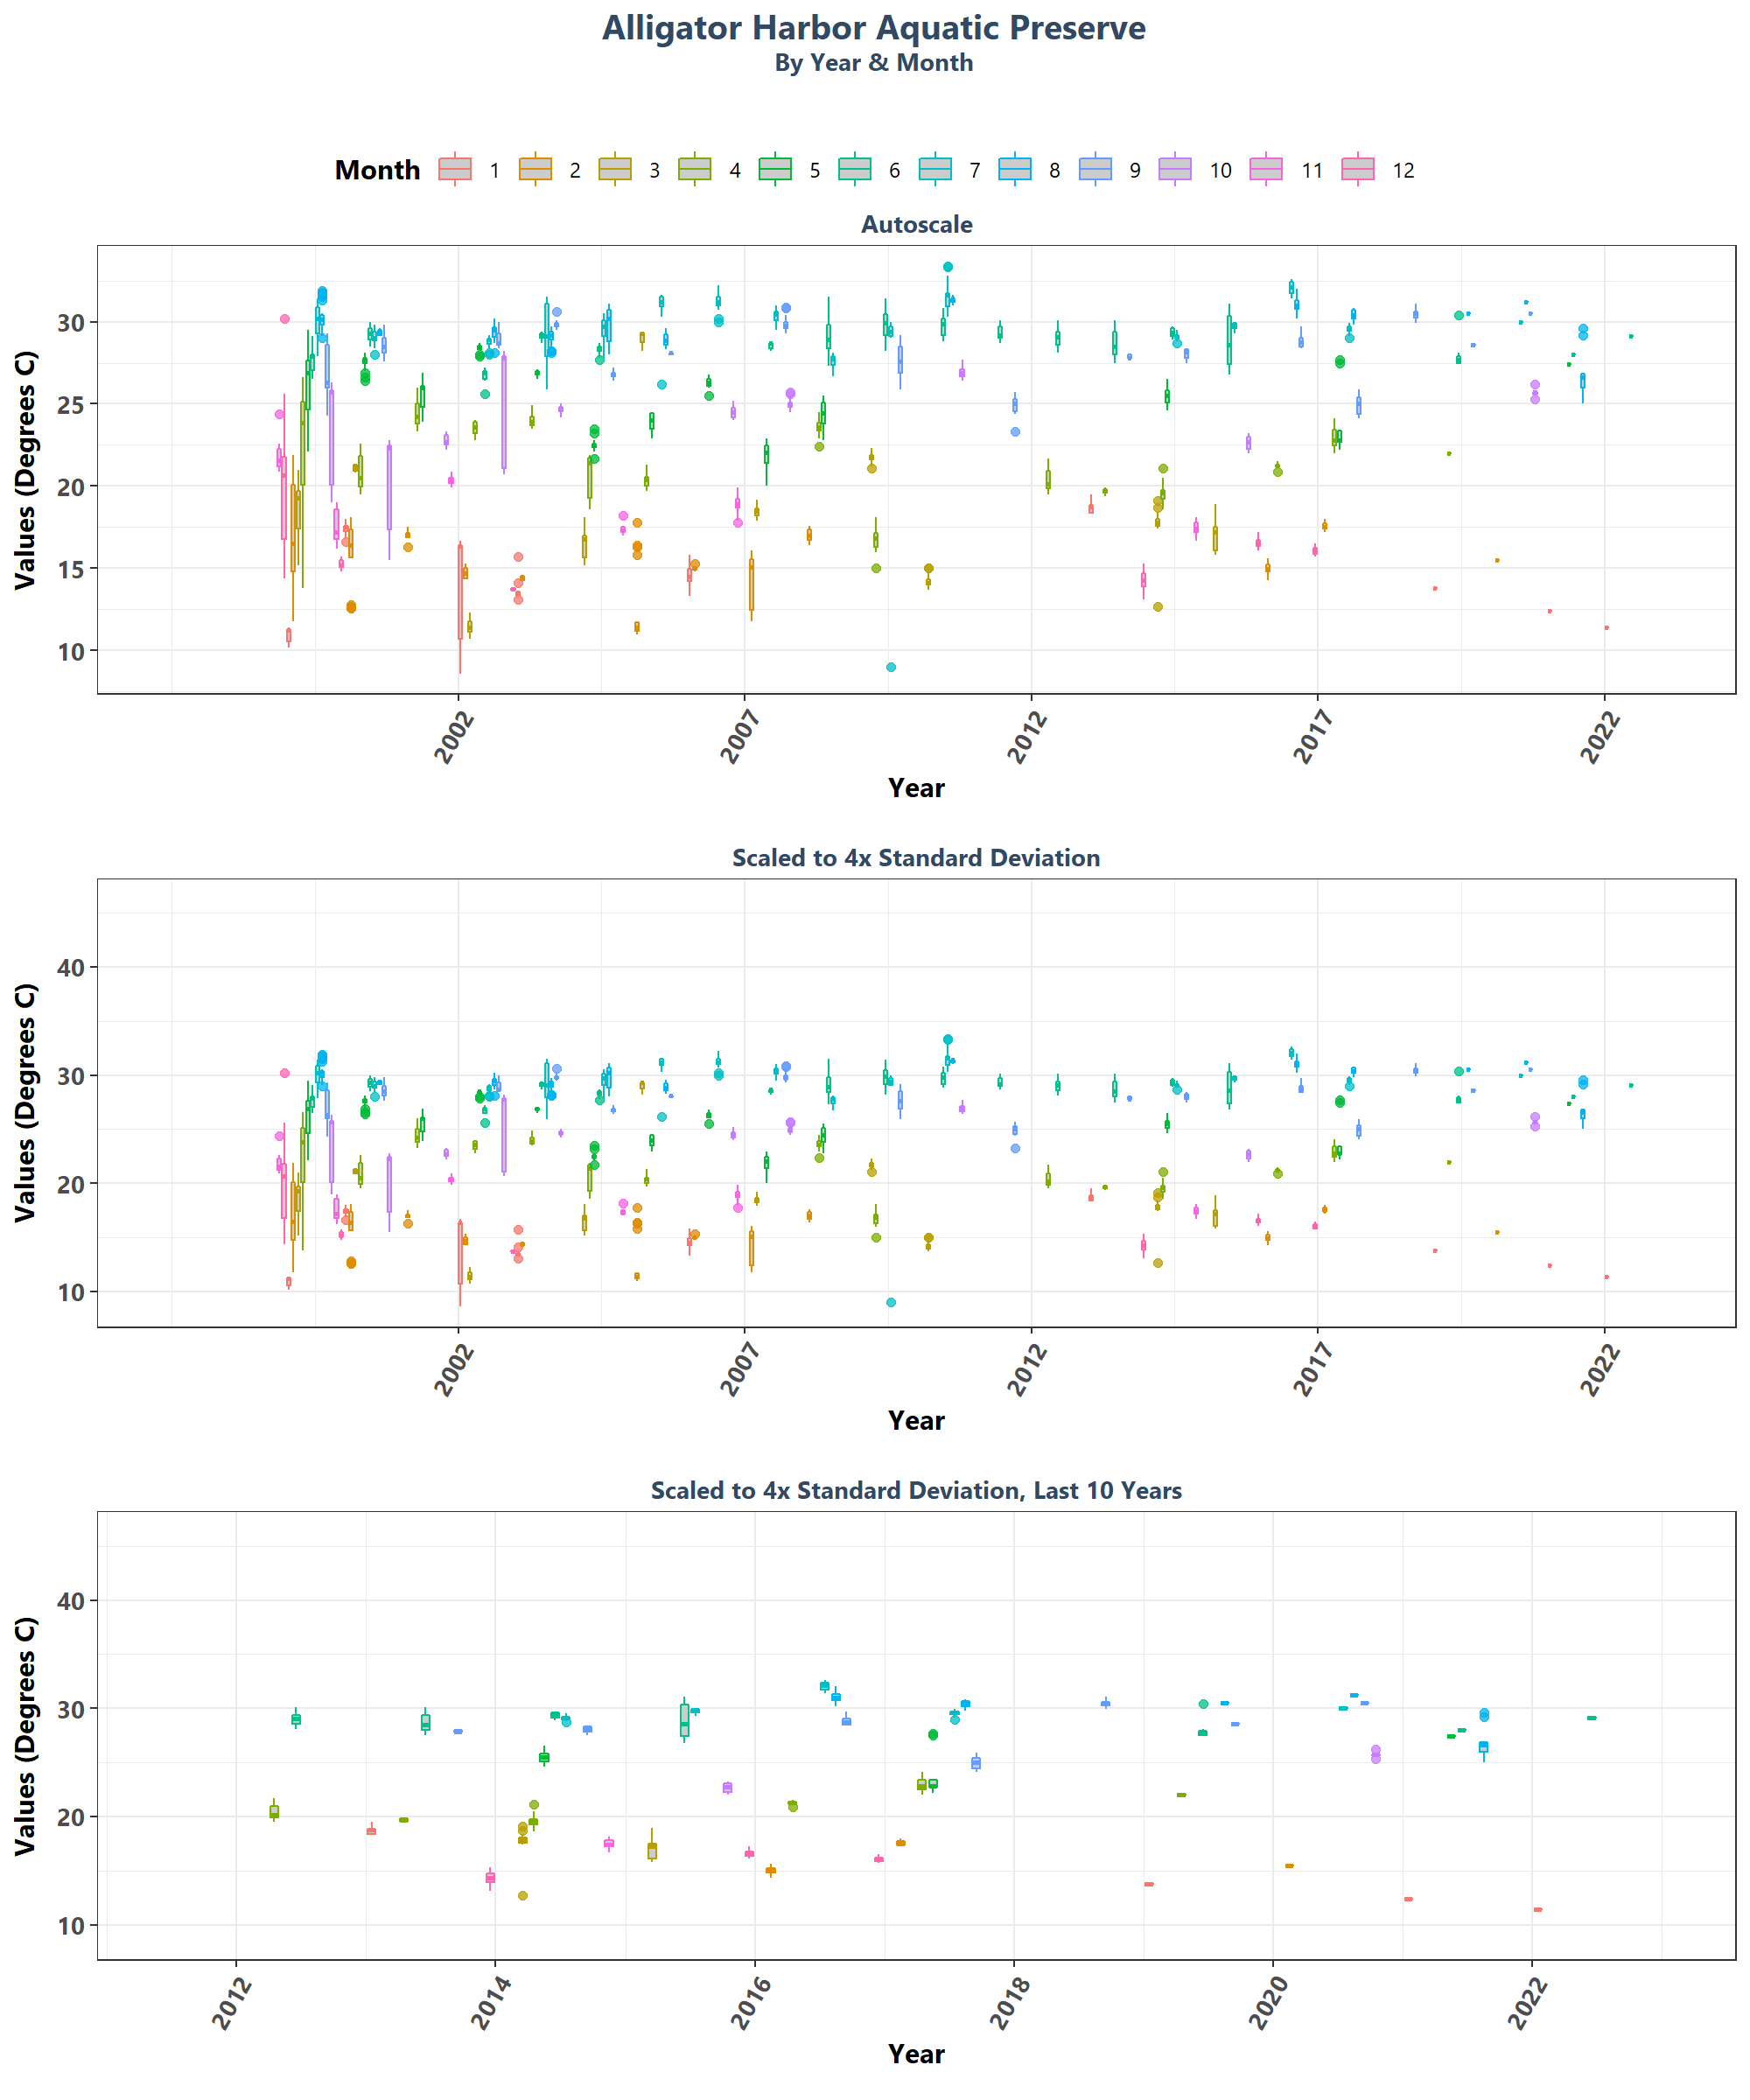 Alligator Harbor Aquatic Preserve
By Year & Month
Month 1 2 3 4 5 6 7 8 9 10 11 12
Autoscale
Values (Degrees C)
30
25
20
15
10
2002 2007 2012 2017 2022
Year
Scaled to 4x Standard Deviation
Values (Degrees C)
40
30
20
10
2002 2007 2012 2017 2022
Year
Scaled to 4x Standard Deviation, Last 10 Years
Values (Degrees C)
40
30
20
10
2012 2014 2016 2018 2020 2022
Year